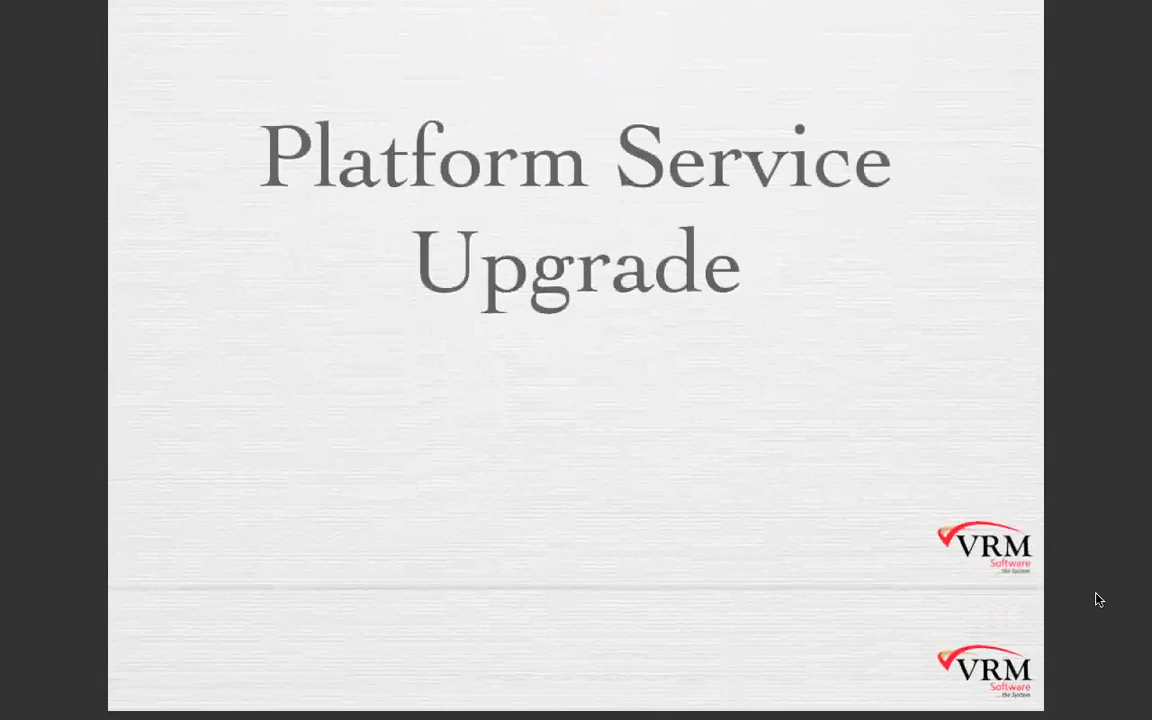 Platform Service
Upgrade
VRM
Software
...the System
VRM
Software
...the System